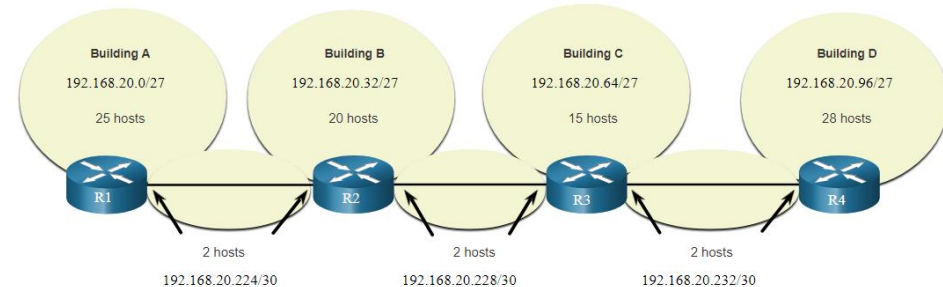 Building A
192.168.20.0/27
25 hosts
Building B
192.168.20.32/27
20 hosts
Building C
192.168.20.64/27
15 hosts
Building D
192.168.20.96/27
28 hosts
R1
R2
R3
R4
2 hosts
192.168.20.224/30
2 hosts
192.168.20.228/30
2 hosts
192.168.20.232/30